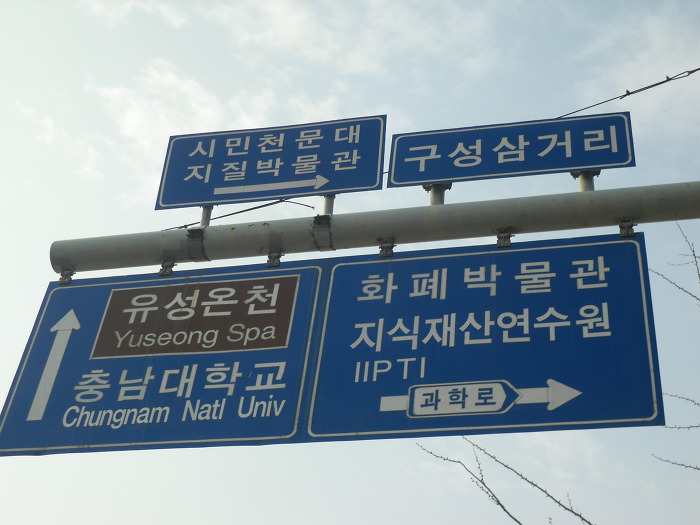 시민천문대
지질박물관
구성삼거리
유성온천
Yuseong Spa
충남대학교
Chungnam Natl Univ
화폐박물관
지식재산연수원
IIPTI
과학로